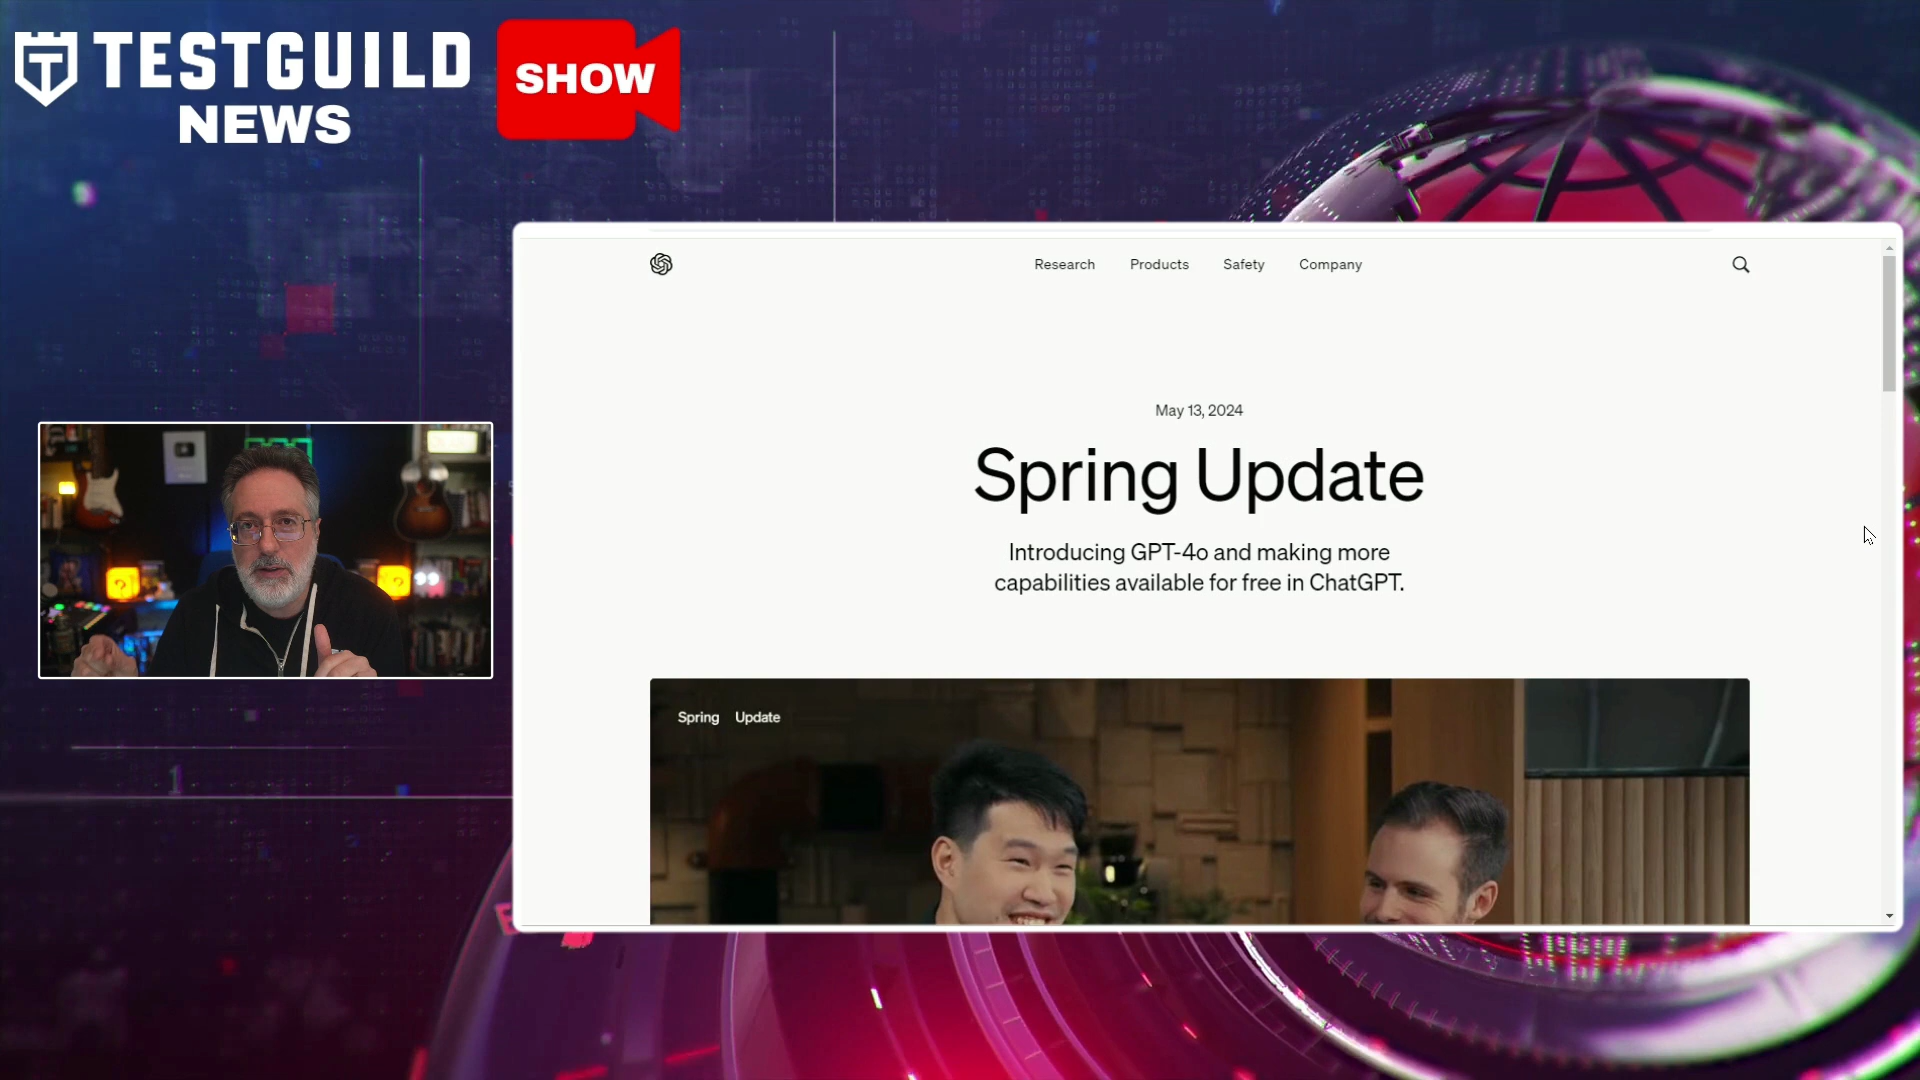 TESTGUILD
NEWS
SHOW
Research Products Safety Company
May 13, 2024
Spring Update
Introducing GPT-4o and making more
capabilities available for free in ChatGPT.
Spring Update